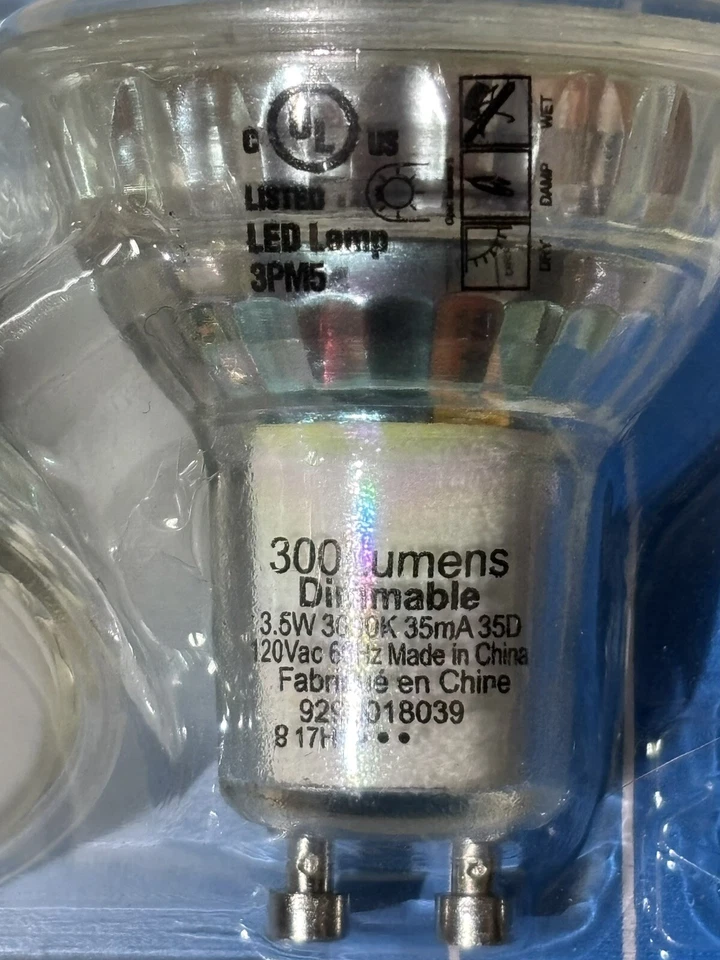 C UL US
LISTED
LED Lamp
3PM5
WET
DAMP
DRY
300 Lumens
Dimmable
3.5W 35mA 35D
120Vac Made in China
Fabriqué en Chine
8 17H